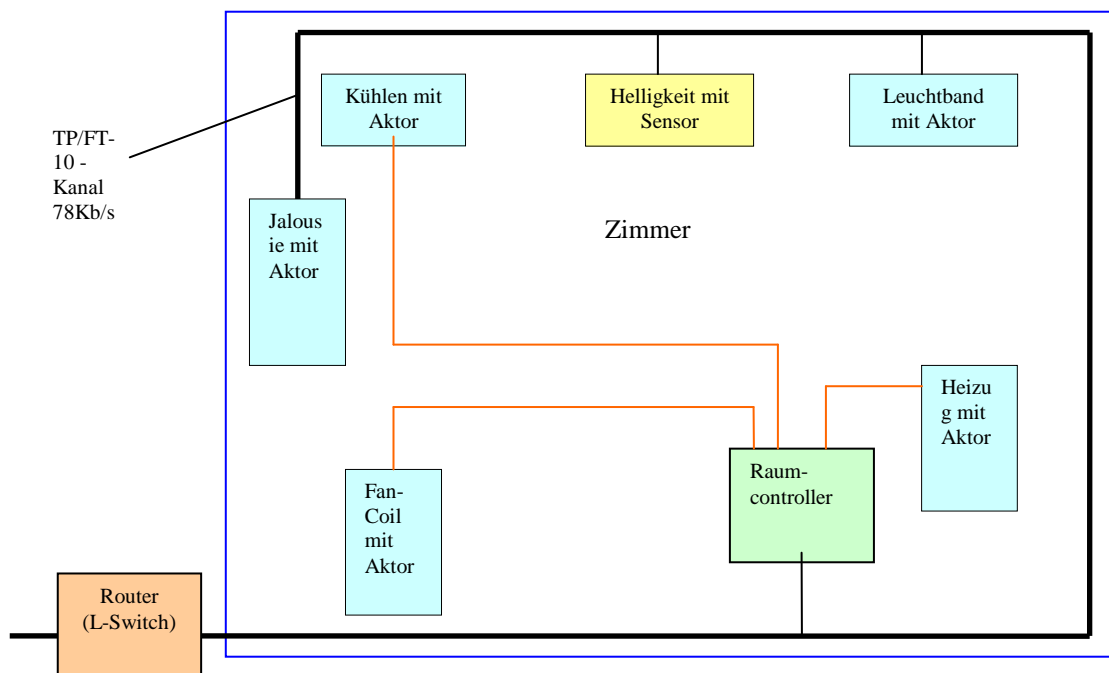 Kühlen mit
Aktor
Helligkeit mit
Sensor
Leuchtband
mit Aktor
TP/FT-
10 -
Kanal
78Kb/s
Jalous
ie mit
Aktor
Zimmer
Heizu
g mit
Aktor
Raum-
controller
Fan-
Coil
mit
Aktor
Router
(L-Switch)